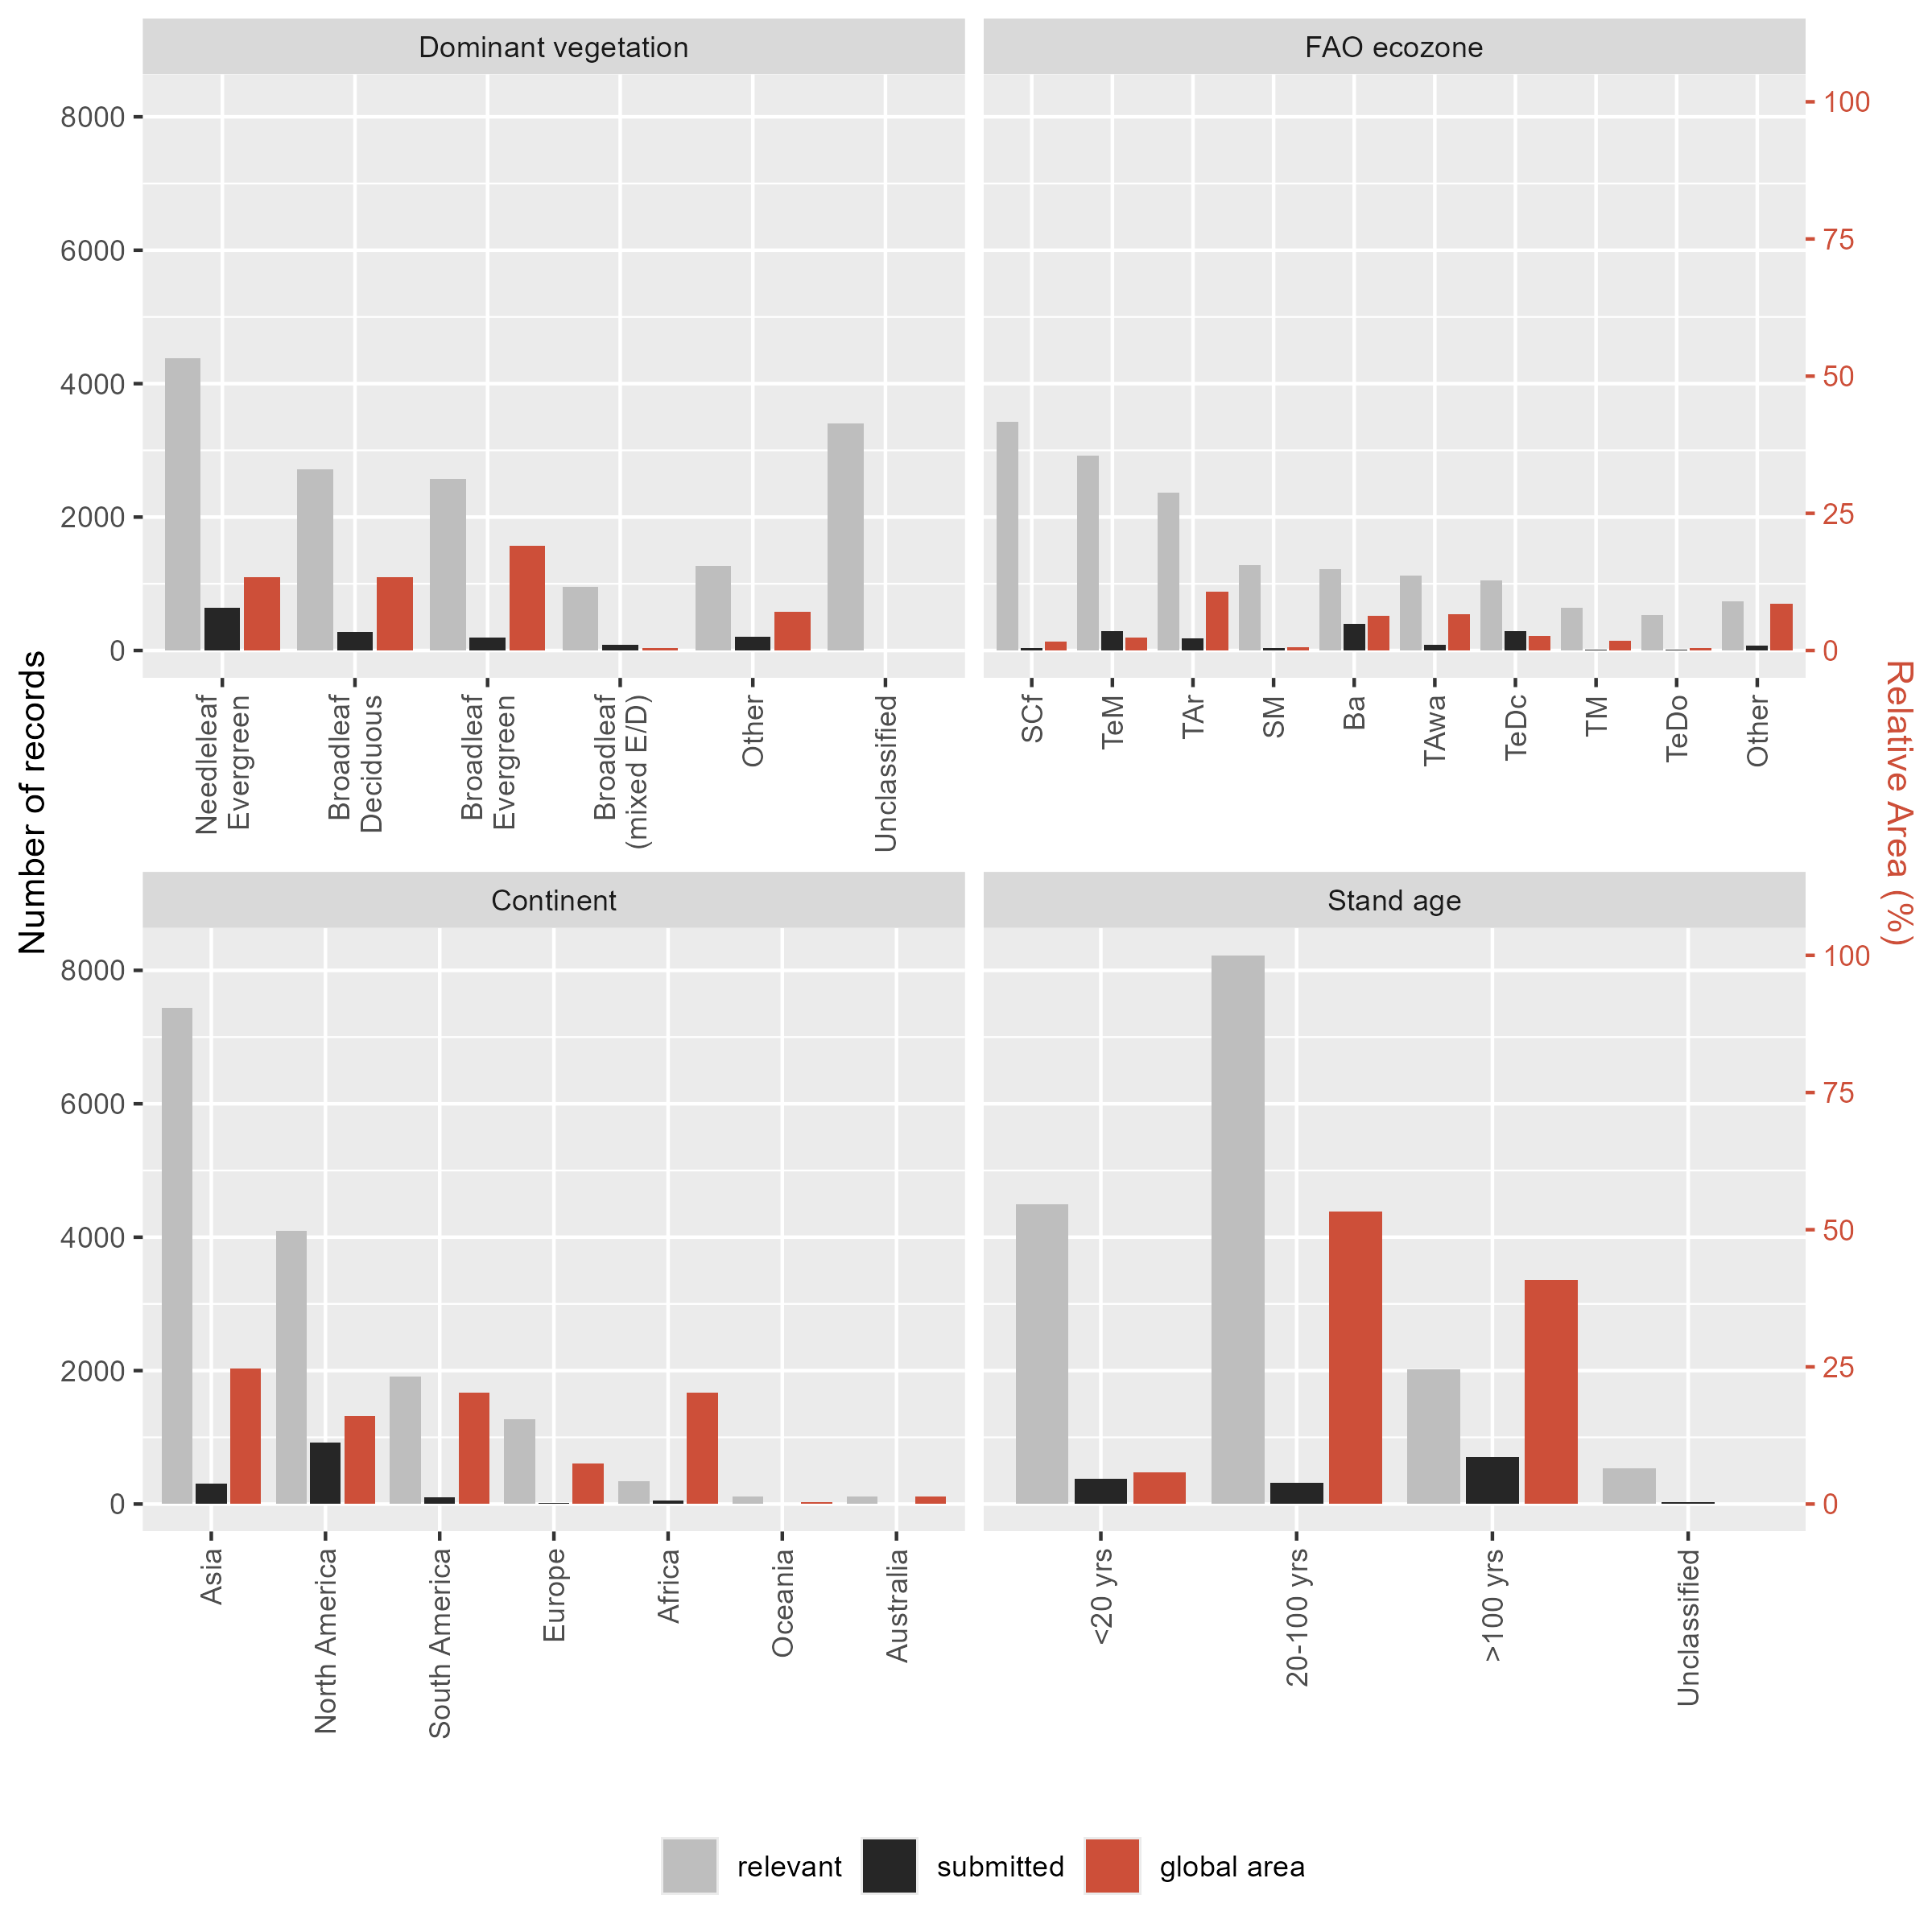 Dominant vegetation
FAO ecozone
8000
6000
4000
2000
0
100
75
50
25
0
Needleleaf
Evergreen
Broadleaf
Deciduous
Broadleaf
Evergreen
Broadleaf
(mixed E/D)
Other
Unclassified
SCf
TeM
TAr
SM
Ba
TAwa
TeDc
TM
TeDo
Other
Number of records
Relative Area (%)
Continent
Stand age
8000
6000
4000
2000
0
100
75
50
25
0
Asia
North America
South America
Europe
Africa
Oceania
Australia
<20 yrs
20-100 yrs
>100 yrs
Unclassified
relevant
submitted
global area